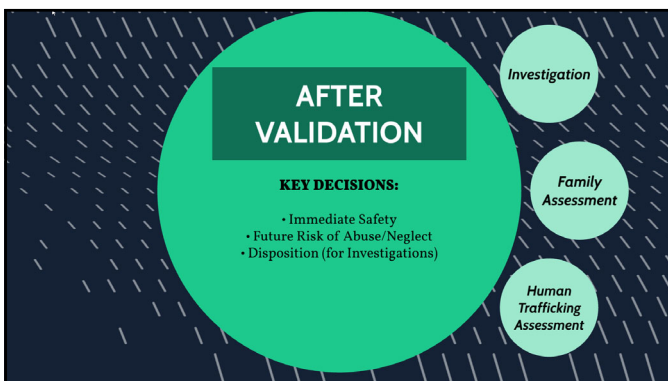 AFTER
VALIDATION
KEY DECISIONS:
• Immediate Safety
• Future Risk of Abuse/Neglect
• Disposition (for Investigations)
Investigation
Family
Assessment
Human
Trafficking
Assessment